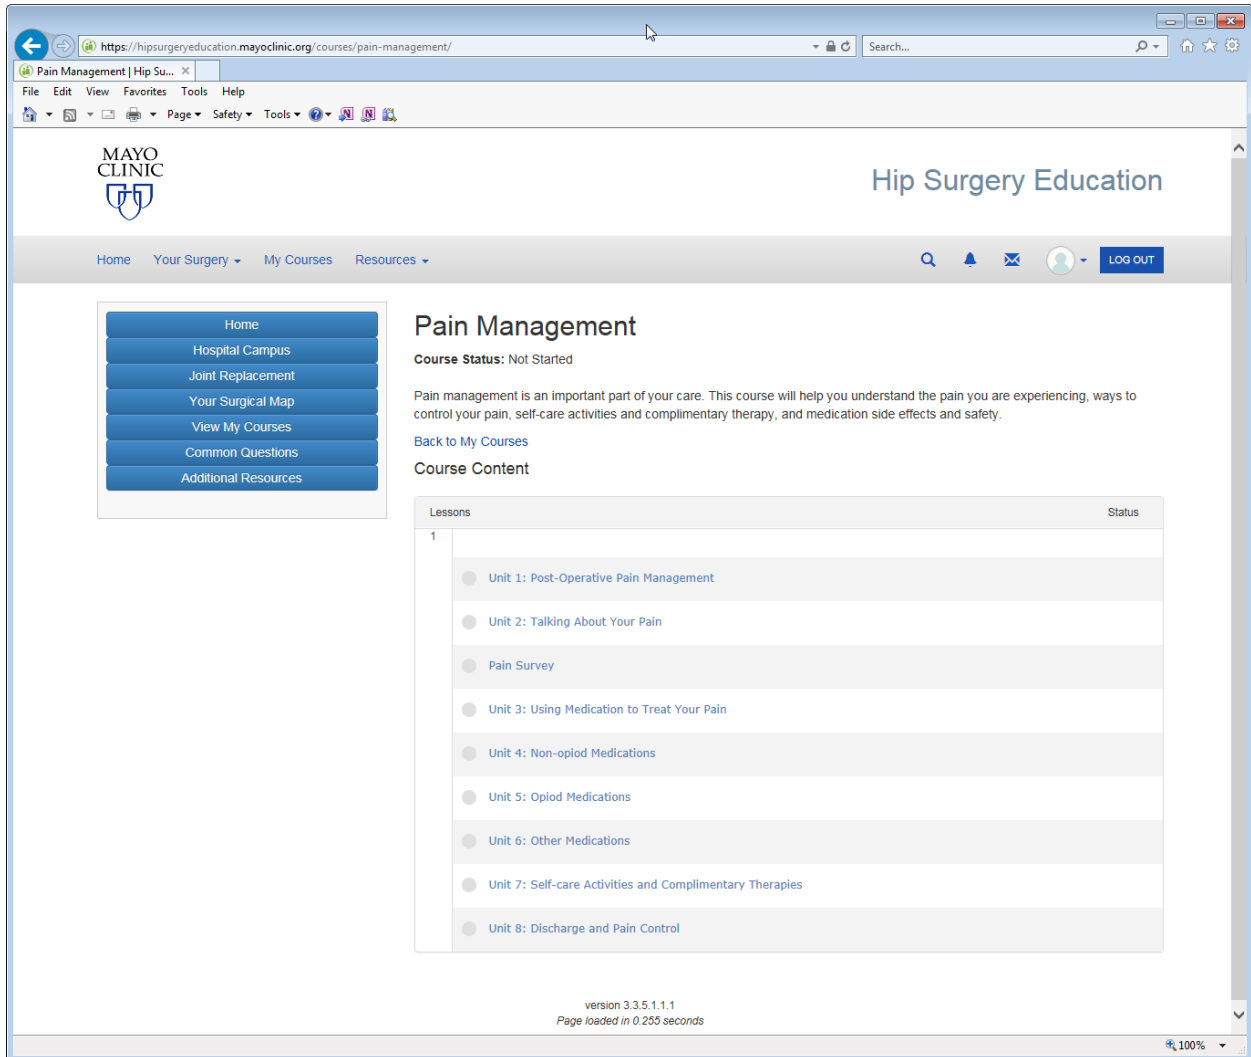 https://hipsurgeryeducation.mayoclinic.org/courses/pain-management/
Search...
Pain Management | Hip Su...
File Edit View Favorites Tools Help
Page Safety Tools
MAYO
CLINIC
Hip Surgery Education
Home Your Surgery My Courses Resources LOG OUT
Home
Hospital Campus
Joint Replacement
Your Surgical Map
View My Courses
Common Questions
Additional Resources
Pain Management
Course Status: Not Started
Pain management is an important part of your care. This course will help you understand the pain you are experiencing, ways to
control your pain, self-care activities and complimentary therapy, and medication side effects and safety.
Back to My Courses
Course Content
Lessons Status
1
Unit 1: Post-Operative Pain Management
Unit 2: Talking About Your Pain
Pain Survey
Unit 3: Using Medication to Treat Your Pain
Unit 4: Non-opiod Medications
Unit 5: Opiod Medications
Unit 6: Other Medications
Unit 7: Self-care Activities and Complimentary Therapies
Unit 8: Discharge and Pain Control
version 3.3.5.1.1.1
Page loaded in 0.255 seconds
100%